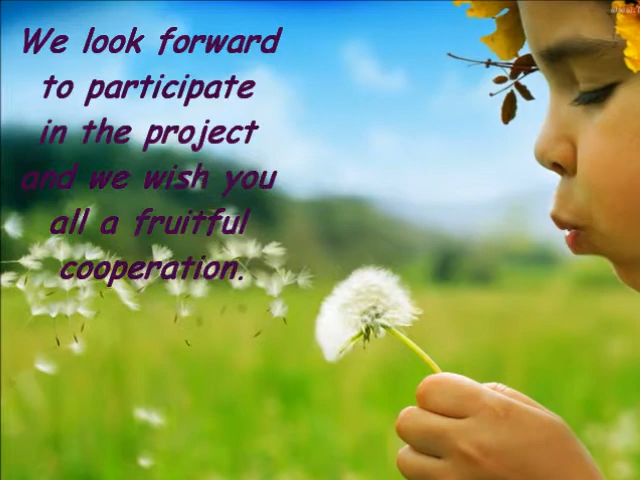 We look forward
to participate
in the project
and we wish you
all a fruitful
cooperation.